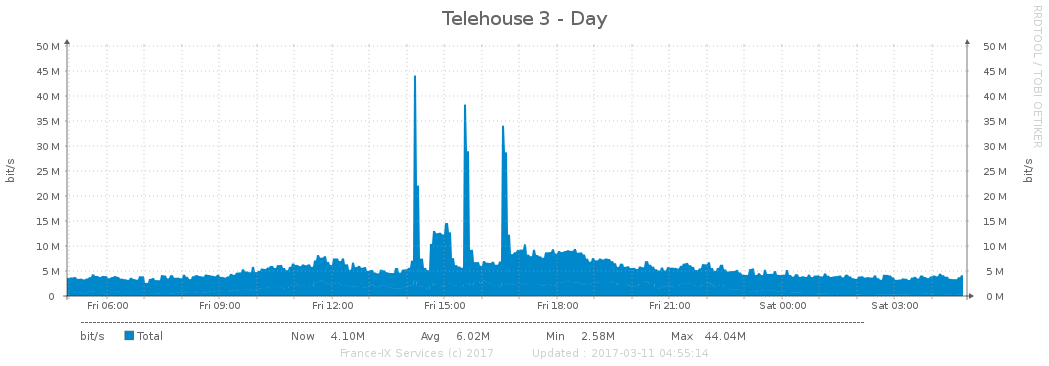 Telehouse 3 - Day
RRDTOOL / TOBI OETIKER
bit/s
50 M 50 M
45 M 45 M
40 M 40 M
35 M 35 M
30 M 30 M
25 M 25 M
20 M 20 M
15 M 15 M
10 M 10 M
5 M 5 M
0 0 M
bit/s
Fri 06:00 Fri 09:00 Fri 12:00 Fri 15:00 Fri 18:00 Fri 21:00 Sat 00:00 Sat 03:00
bit/s Total Now 4.10M Avg 6.02M Min 2.58M Max 44.04M
France-IX Services (c) 2017 Updated : 2017-03-11 04:55:14